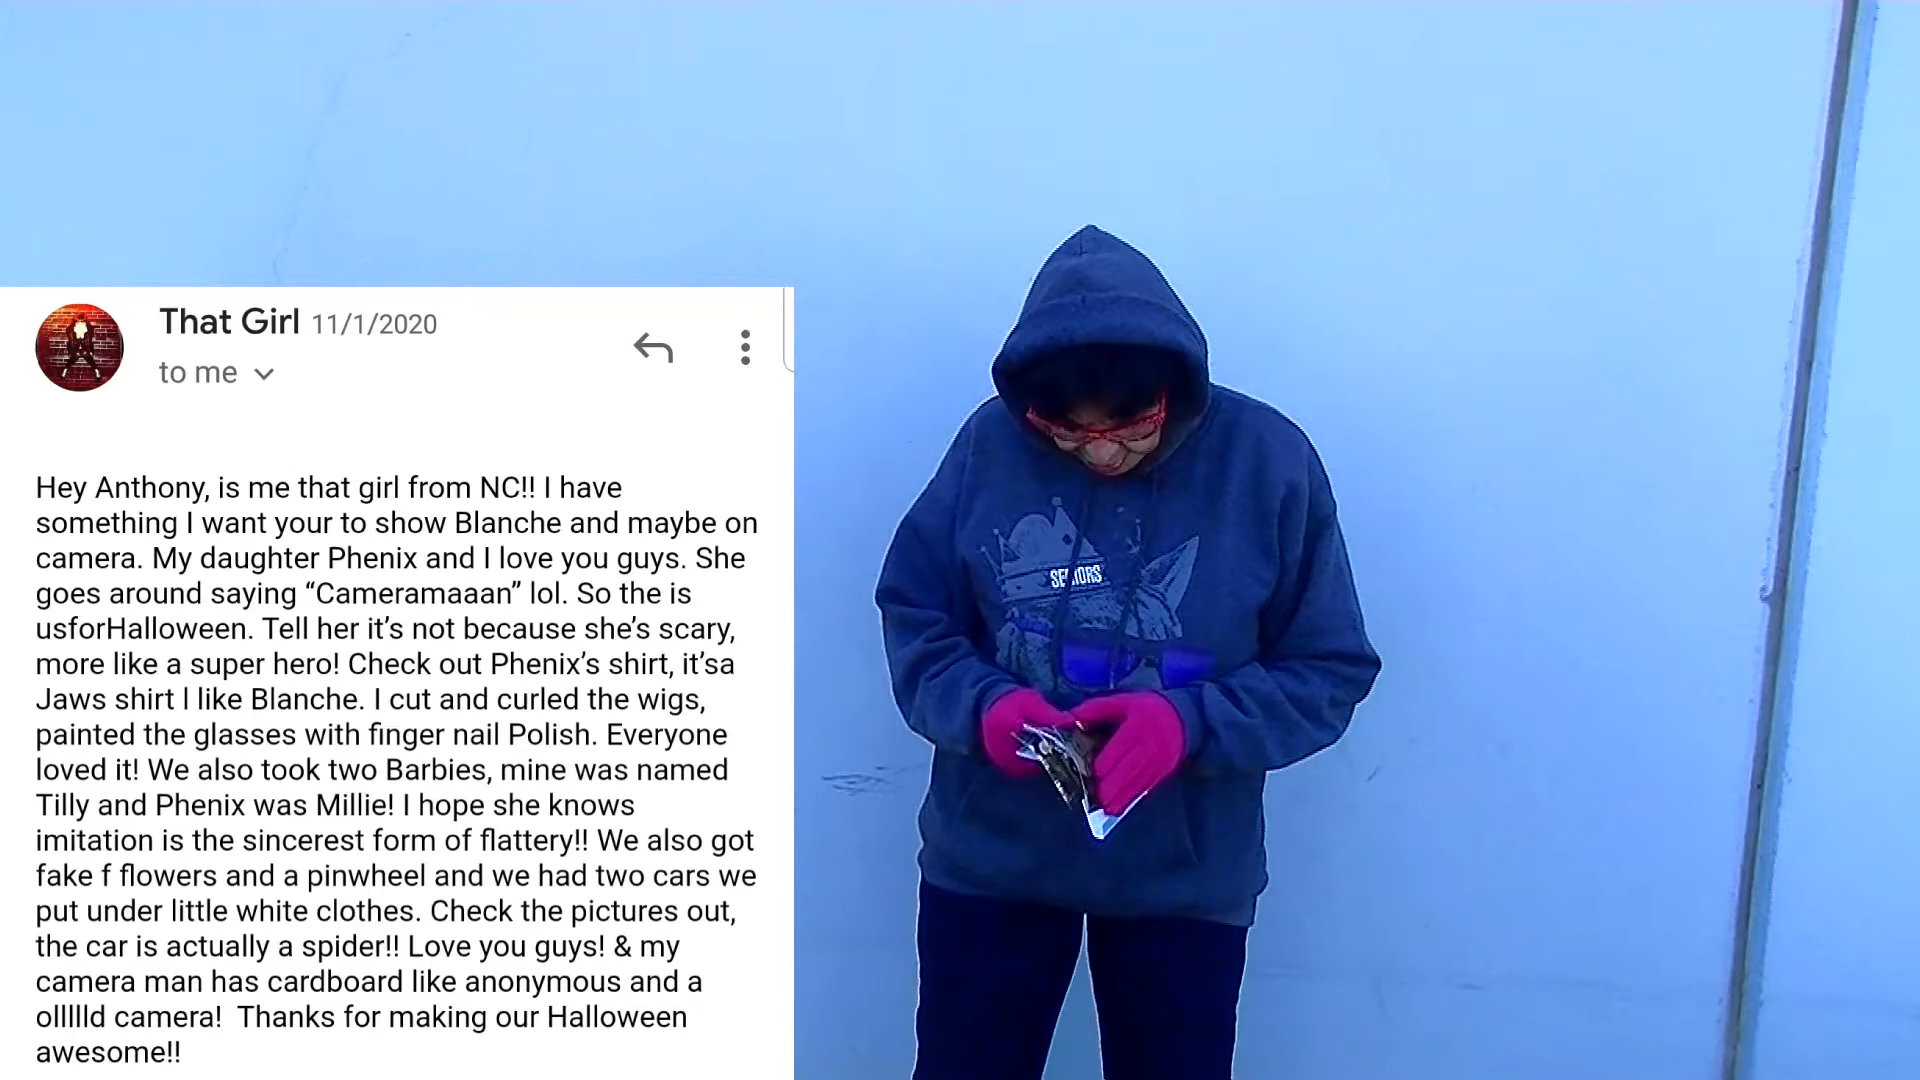 That Girl 11/1/2020
to me
Hey Anthony, is me that girl from NC!! I have
something I want your to show Blanche and maybe on
camera. My daughter Phenix and I love you guys. She
goes around saying “Cameramaaan” lol. So the is
usforHalloween. Tell her it’s not because she’s scary,
more like a super hero! Check out Phenix’s shirt, it’sa
Jaws shirt l like Blanche. I cut and curled the wigs,
painted the glasses with finger nail Polish. Everyone
loved it! We also took two Barbies, mine was named
Tilly and Phenix was Millie! I hope she knows
imitation is the sincerest form of flattery!! We also got
fake f flowers and a pinwheel and we had two cars we
put under little white clothes. Check the pictures out,
the car is actually a spider!! Love you guys! & my
camera man has cardboard like anonymous and a
ollllld camera!  Thanks for making our Halloween
awesome!!
SENIORS